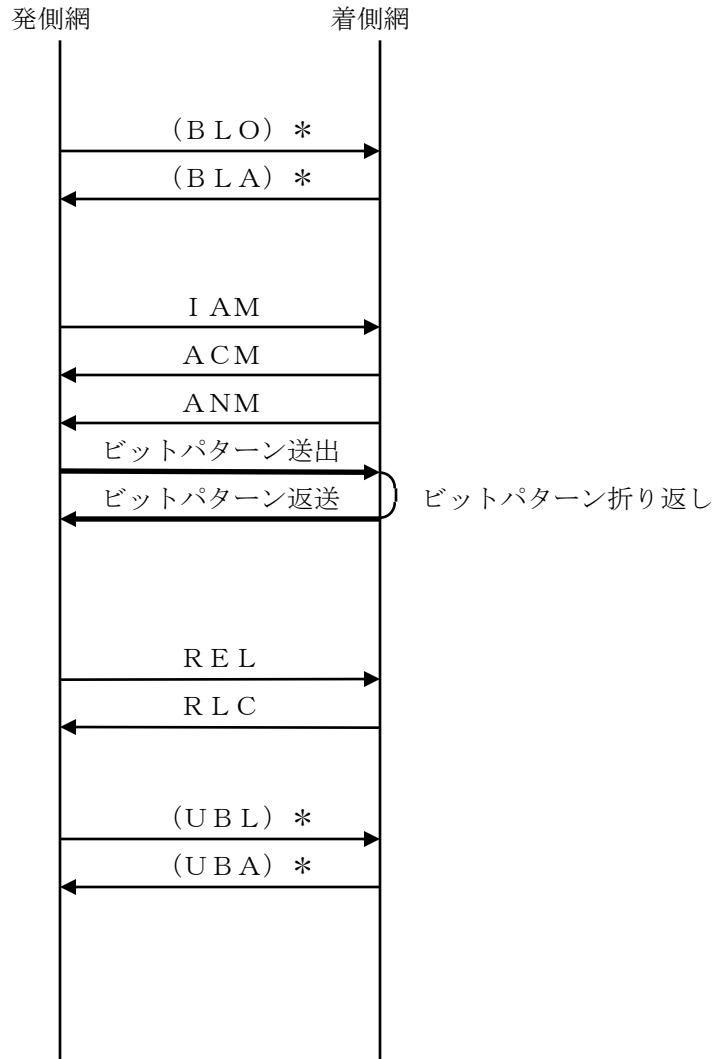 発側網 着側網
（ＢＬＯ）＊
（ＢＬＡ）＊
ＩＡＭ
ＡＣＭ
ＡＮＭ
ビットパターン送出
ビットパターン返送 ビットパターン折り返し
ＲＥＬ
ＲＬＣ
（ＵＢＬ）＊
（ＵＢＡ）＊